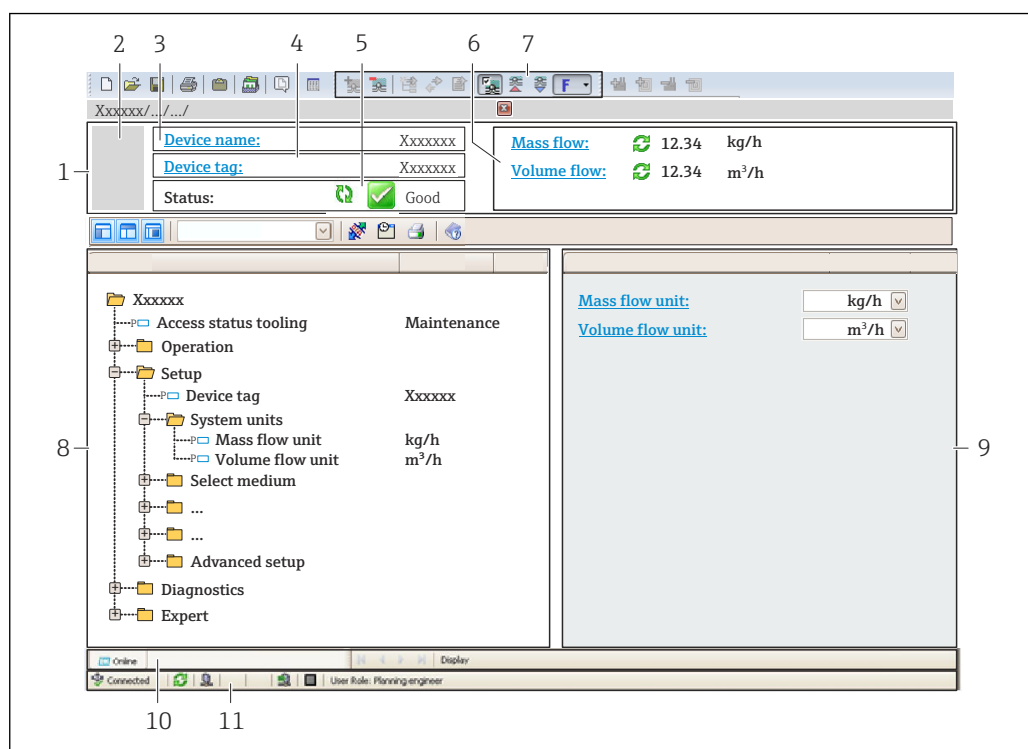 2 3 4 5 6 7
F
Xxxxxx/.../.../
1
Device name: Xxxxxxx
Device tag: Xxxxxxx
Status: Good
Mass flow: 12.34 kg/h
Volume flow: 12.34 m³/h
8
Xxxxxx
P Access status tooling Maintenance
Operation
Setup
P Device tag Xxxxxx
System units
P Mass flow unit kg/h
P Volume flow unit m³/h
Select medium
...
...
Advanced setup
Diagnostics
Expert
Mass flow unit: kg/h
Volume flow unit: m³/h
9
Online Display
Connected User Role: Planning engineer
10 11